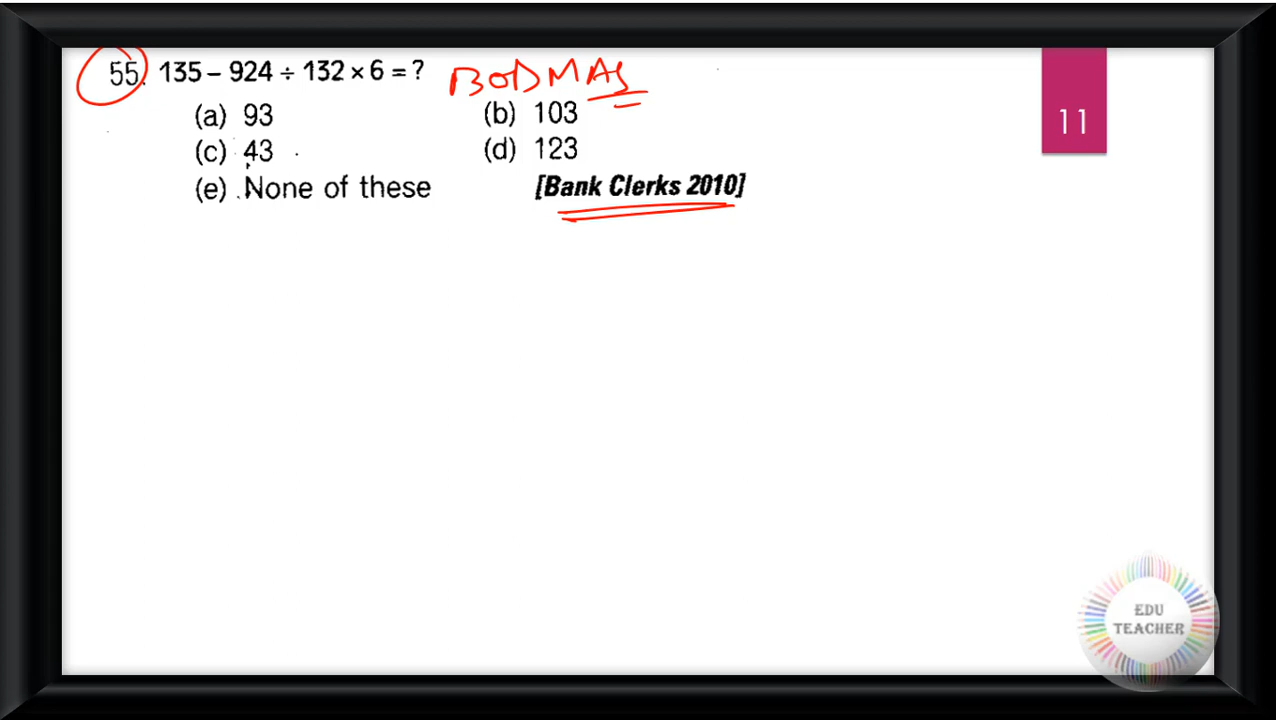 55. 135 – 924 ÷ 132 × 6 = ? BODMAS
(a) 93 (b) 103
(c) 43 (d) 123
(e) None of these [Bank Clerks 2010]
11
EDU
TEACHER